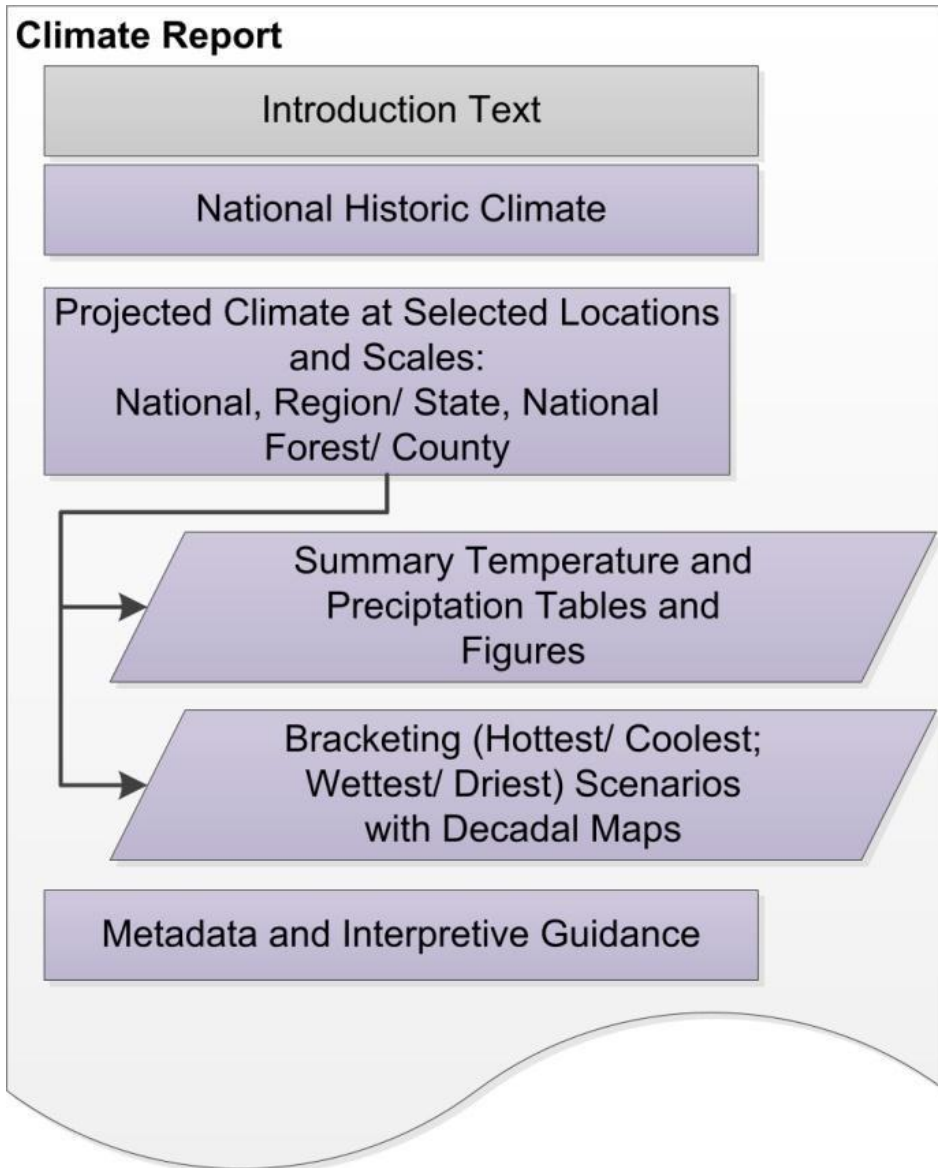 Climate Report
Introduction Text
National Historic Climate
Projected Climate at Selected Locations
and Scales:
National, Region/ State, National
Forest/ County
Summary Temperature and
Preciptation Tables and
Figures
Bracketing (Hottest/ Coolest;
Wettest/ Driest) Scenarios
with Decadal Maps
Metadata and Interpretive Guidance